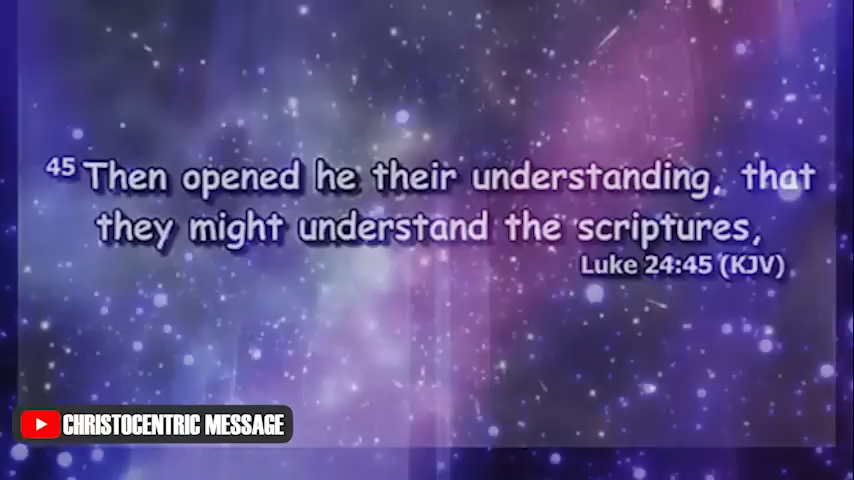 45 Then opened he their understanding, that
they might understand the scriptures,
Luke 24:45 (KJV)
CHRISTOCENTRIC MESSAGE